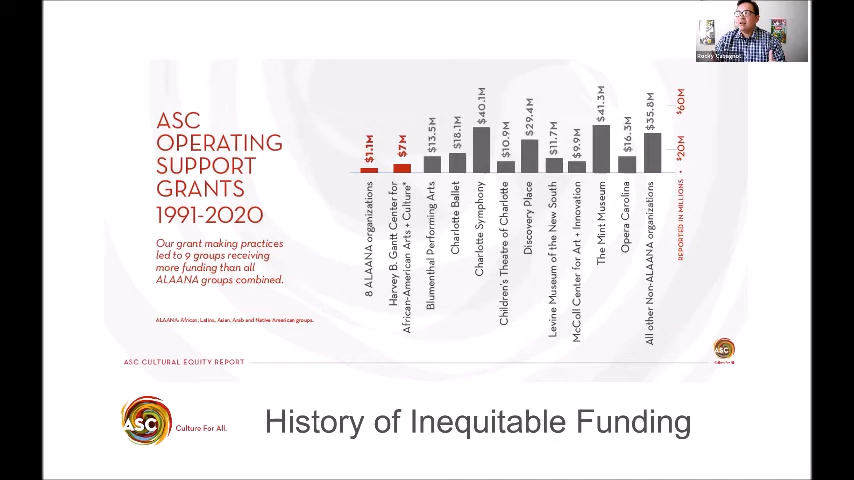 ASC
OPERATING
SUPPORT
GRANTS
1991-2020
Our grant making practices
led to 9 groups receiving
more funding than all
ALAANA groups combined.
ALAANA: African, Latinx, Asian, Arab and Native American groups.
$1.1M
$7M
$13.5M
$18.1M
$40.1M
$10.9M
$29.4M
$11.7M
$9.9M
$41.3M
$16.3M
$35.8M
8 ALAANA organizations
Harvey B. Gantt Center for
African-American Arts + Culture*
Blumenthal Performing Arts
Charlotte Ballet
Charlotte Symphony
Children's Theatre of Charlotte
Discovery Place
Levine Museum of the New South
McColl Center for Art + Innovation
The Mint Museum
Opera Carolina
All other Non-ALAANA organizations
REPORTED IN MILLIONS • $20M $60M
ASC
Culture For All.
ASC CULTURAL EQUITY REPORT
ASC
Culture For All.
History of Inequitable Funding